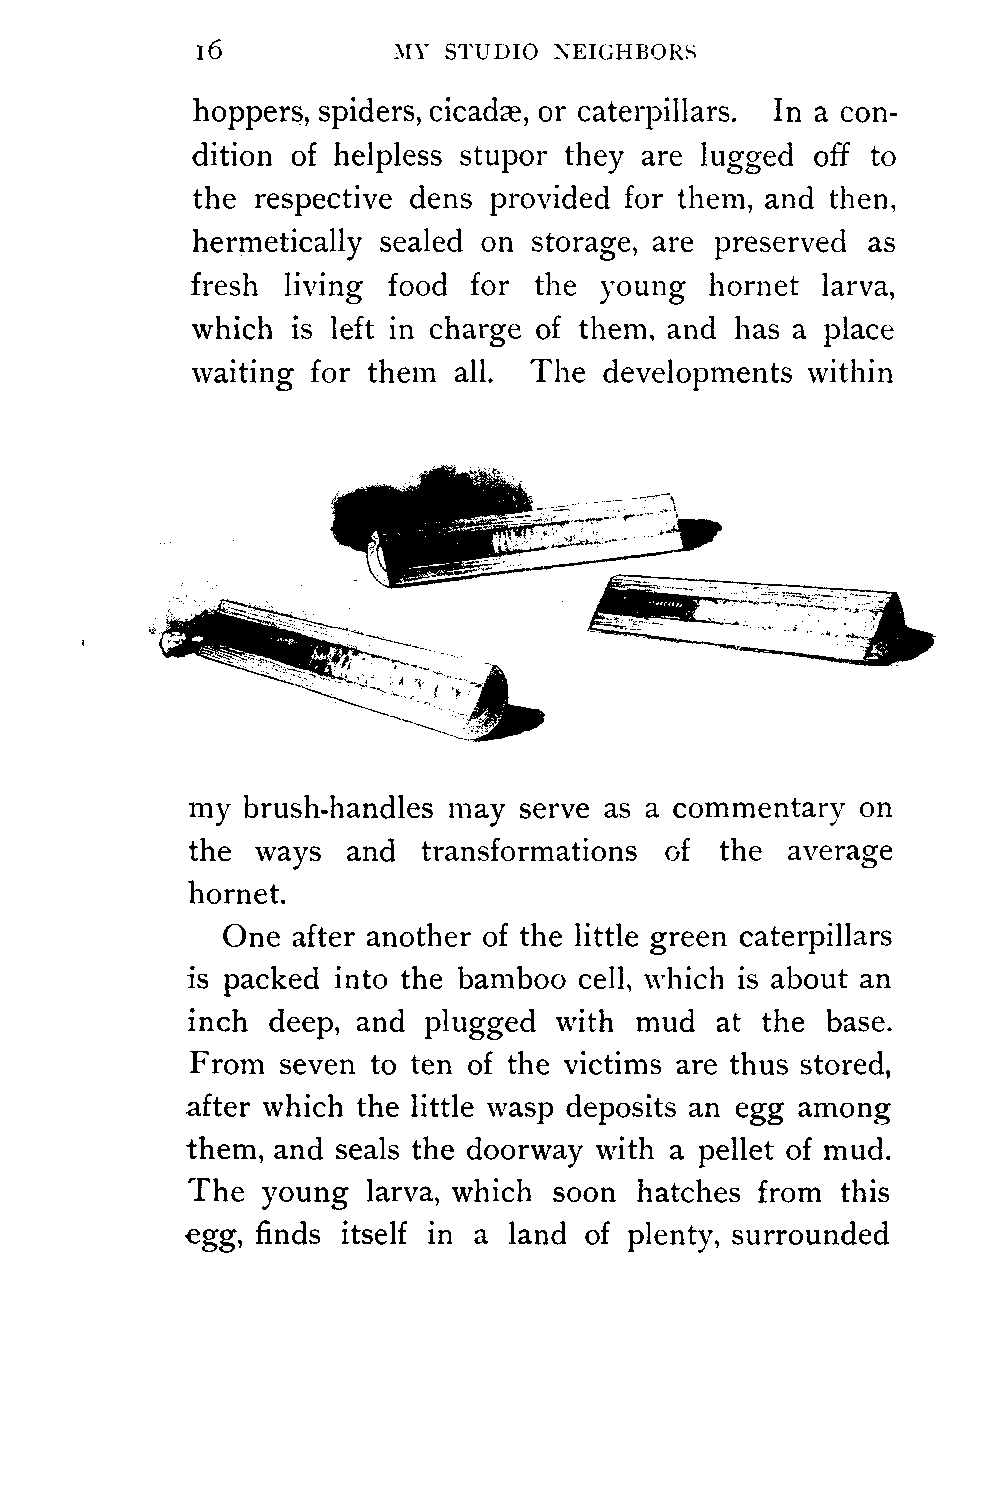 16 MY STUDIO NEIGHBORS
hoppers, spiders, cicadæ, or caterpillars. In a con-
dition of helpless stupor they are lugged off to
the respective dens provided for them, and then,
hermetically sealed on storage, are preserved as
fresh living food for the young hornet larva,
which is left in charge of them, and has a place
waiting for them all. The developments within
my brush-handles may serve as a commentary on
the ways and transformations of the average
hornet.
One after another of the little green caterpillars
is packed into the bamboo cell, which is about an
inch deep, and plugged with mud at the base.
From seven to ten of the victims are thus stored,
after which the little wasp deposits an egg among
them, and seals the doorway with a pellet of mud.
The young larva, which soon hatches from this
egg, finds itself in a land of plenty, surrounded